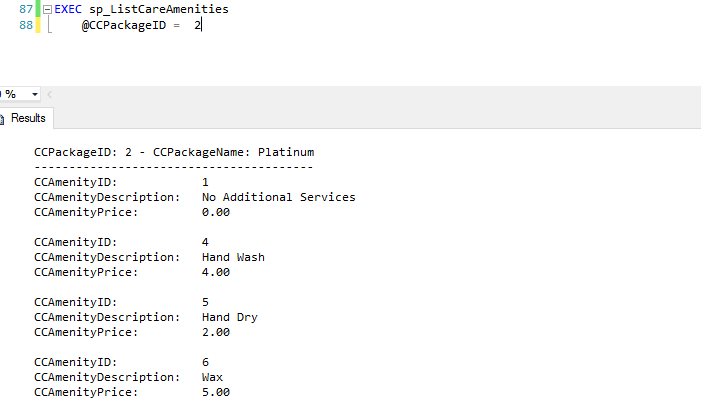 87 EXEC sp_ListCareAmenities
88 @CCPackageID = 2
%
Results
CCPackageID: 2 - CCPackageName: Platinum
----------------------------------------
CCAmenityID: 1
CCAmenityDescription: No Additional Services
CCAmenityPrice: 0.00
CCAmenityID: 4
CCAmenityDescription: Hand Wash
CCAmenityPrice: 4.00
CCAmenityID: 5
CCAmenityDescription: Hand Dry
CCAmenityPrice: 2.00
CCAmenityID: 6
CCAmenityDescription: Wax
CCAmenityPrice: 5.00